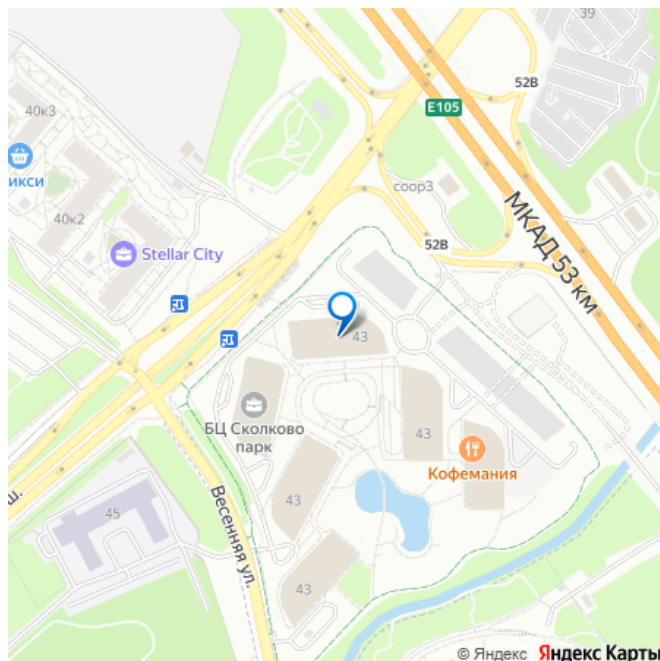 39
40к3
52В
E105
икси
соор3
40к2
Stellar City
52В
МКАД 53 км
43
БЦ Сколково
парк
43
Кофемания
43
ш.
45
Весенняя ул.
43
© Яндекс Яндекс Карты